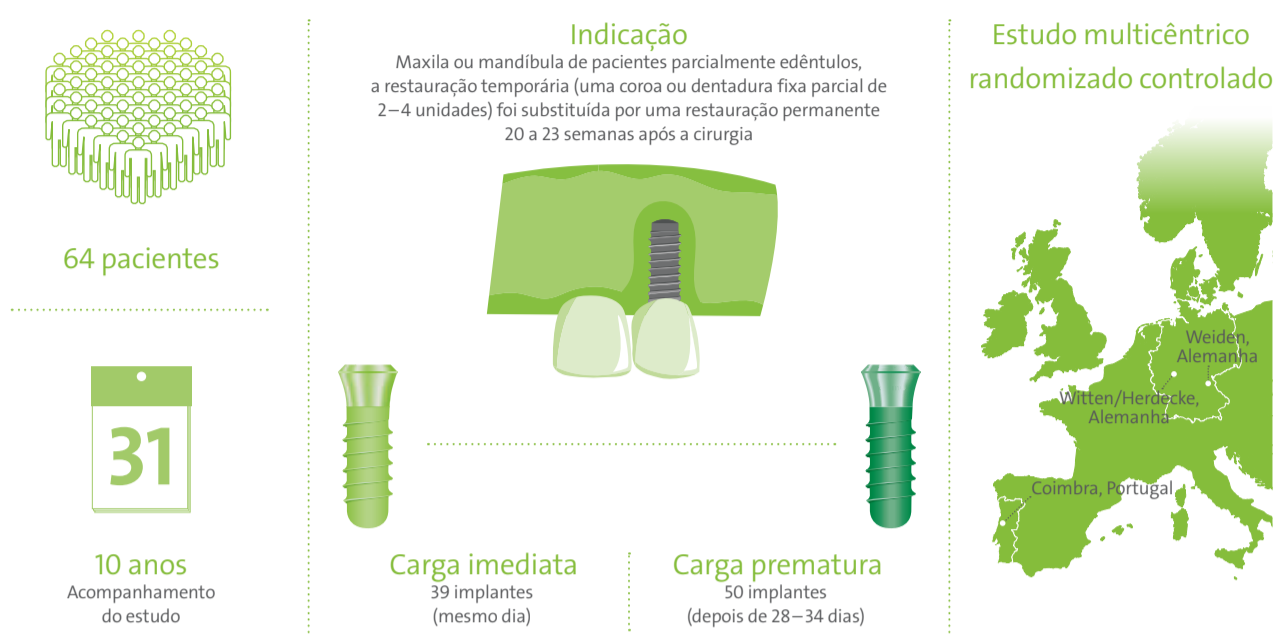 64 pacientes
31
10 anos
Acompanhamento
do estudo
Indicação
Maxila ou mandíbula de pacientes parcialmente edêntulos,
a restauração temporária (uma coroa ou dentadura fixa parcial de
2–4 unidades) foi substituída por uma restauração permanente
20 a 23 semanas após a cirurgia
Carga imediata
39 implantes
(mesmo dia)
Carga prematura
50 implantes
(depois de 28–34 dias)
Estudo multicêntrico
randomizado controlado
Weiden,
Alemanha
Witten/Herdecke,
Alemanha
Coimbra, Portugal